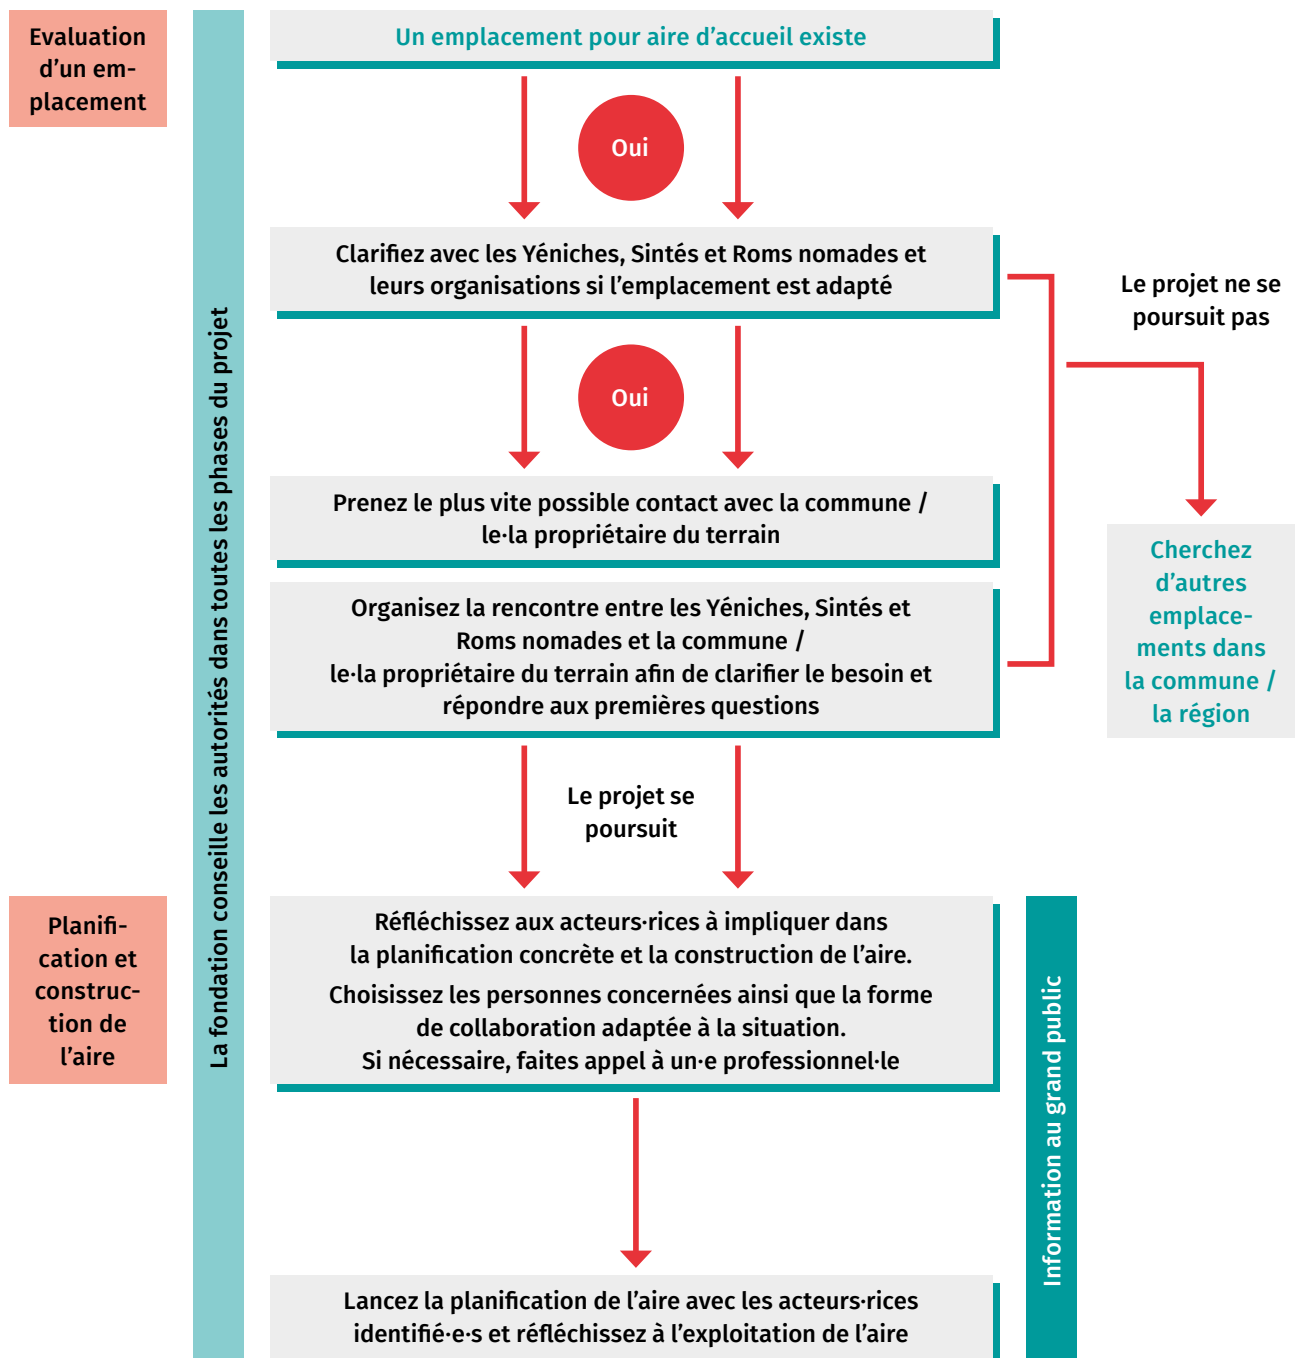 Evaluation
d’un em-
placement
Un emplacement pour aire d’accueil existe
Oui
Clarifiez avec les Yéniches, Sintés et Roms nomades et
leurs organisations si l’emplacement est adapté
Le projet ne se
poursuit pas
Oui
Prenez le plus vite possible contact avec la commune /
le·la propriétaire du terrain
Organisez la rencontre entre les Yéniches, Sintés et
Roms nomades et la commune /
le·la propriétaire du terrain afin de clarifier le besoin et
répondre aux premières questions
Cherchez
d’autres
emplace-
ments dans
la commune /
la région
La fondation conseille les autorités dans toutes les phases du projet
Le projet se
poursuit
Planifi-
cation et
construc-
tion de
l’aire
Réfléchissez aux acteurs·rices à impliquer dans
la planification concrète et la construction de l’aire.
Choisissez les personnes concernées ainsi que la forme
de collaboration adaptée à la situation.
Si nécessaire, faites appel à un·e professionnel·le
Information au grand public
Lancez la planification de l’aire avec les acteurs·rices
identifié·e·s et réfléchissez à l’exploitation de l’aire